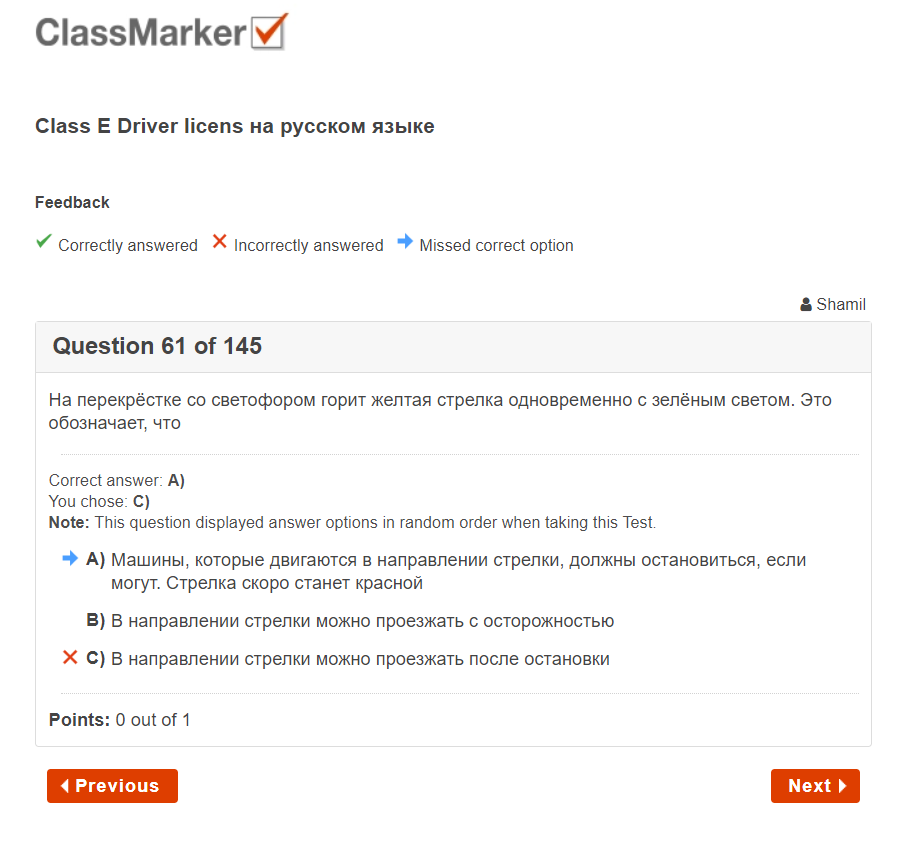 ClassMarker
Class E Driver licens на русском языке
Feedback
Correctly answered Incorrectly answered Missed correct option
Shamil
Question 61 of 145
На перекрёстке со светофором горит желтая стрелка одновременно с зелёным светом. Это
обозначает, что
Correct answer: A)
You chose: C)
Note: This question displayed answer options in random order when taking this Test.
A) Машины, которые двигаются в направлении стрелки, должны остановиться, если
могут. Стрелка скоро станет красной
B) В направлении стрелки можно проезжать с осторожностью
C) В направлении стрелки можно проезжать после остановки
Points: 0 out of 1
Previous Next